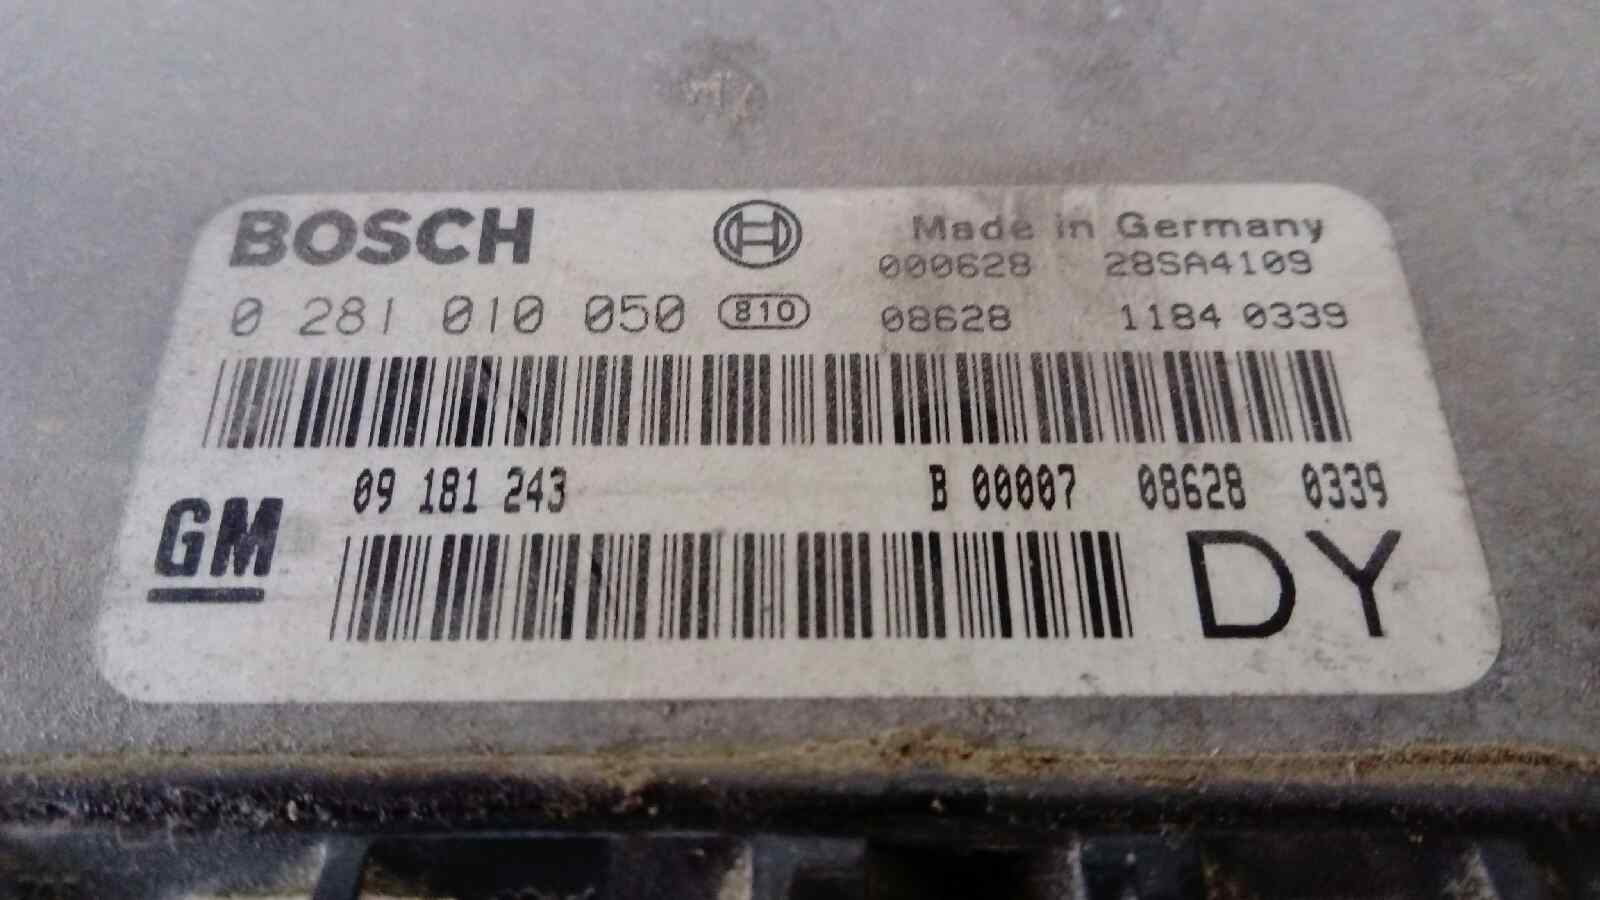 BOSCH Made in Germany
000628 28SA4109
0 281 010 050 810 08628 1184 0339
09 181 243 B 00007 08628 0339
GM
DY